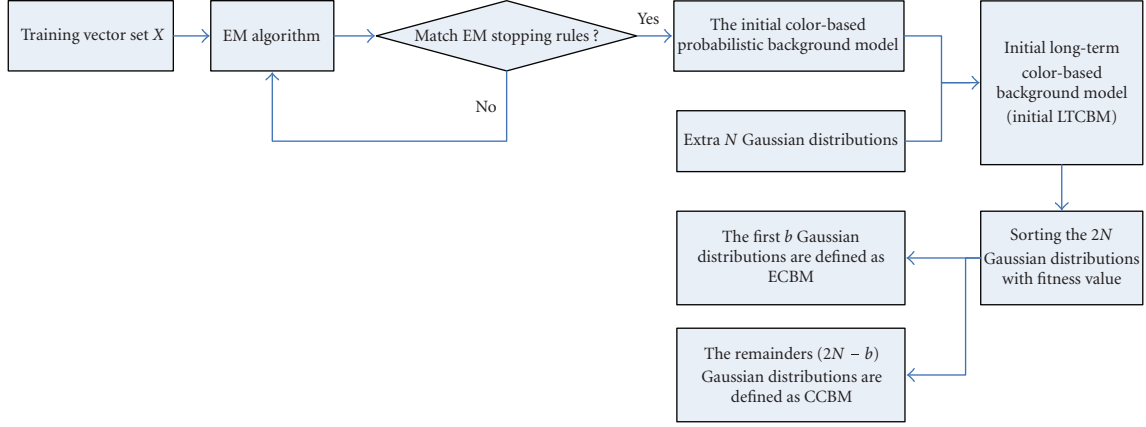 Training vector set X
EM algorithm
Match EM stopping rules ?
Yes
No
The initial color-based
probabilistic background model
Extra N Gaussian distributions
Initial long-term
color-based
background model
(initial LTCBM)
Sorting the 2N
Gaussian distributions
with fitness value
The first b Gaussian
distributions are defined as
ECBM
The remainders (2N − b)
Gaussian distributions are
defined as CCBM